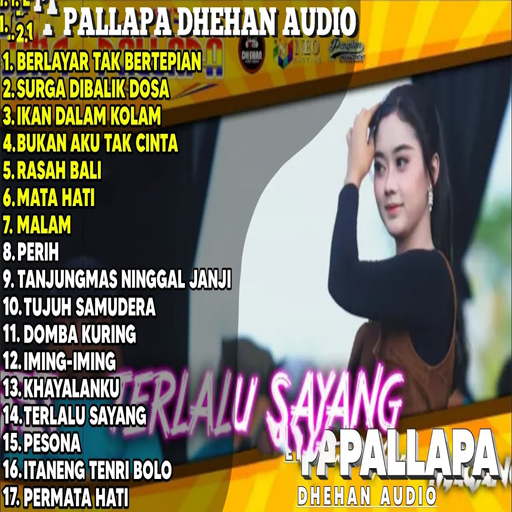 PALLAPA DHEHAN AUDIO
1. BERLAYAR TAK BERTEPIAN
2. SURGA DIBALIK DOSA
3. IKAN DALAM KOLAM
4. BUKAN AKU TAK CINTA
5. RASAH BALI
6. MATA HATI
7. MALAM
8. PERIH
9. TANJUNGMAS NINGGAL JANJI
10. TUJUH SAMUDERA
11. DOMBA KURING
12. IMING-IMING
13. KHAYALANKU
14. TERLALU SAYANG
15. PESONA
16. ITANENG TENRI BOLO
17. PERMATA HATI
TERLALU SAYANG
PALLAPA
DHEHAN AUDIO